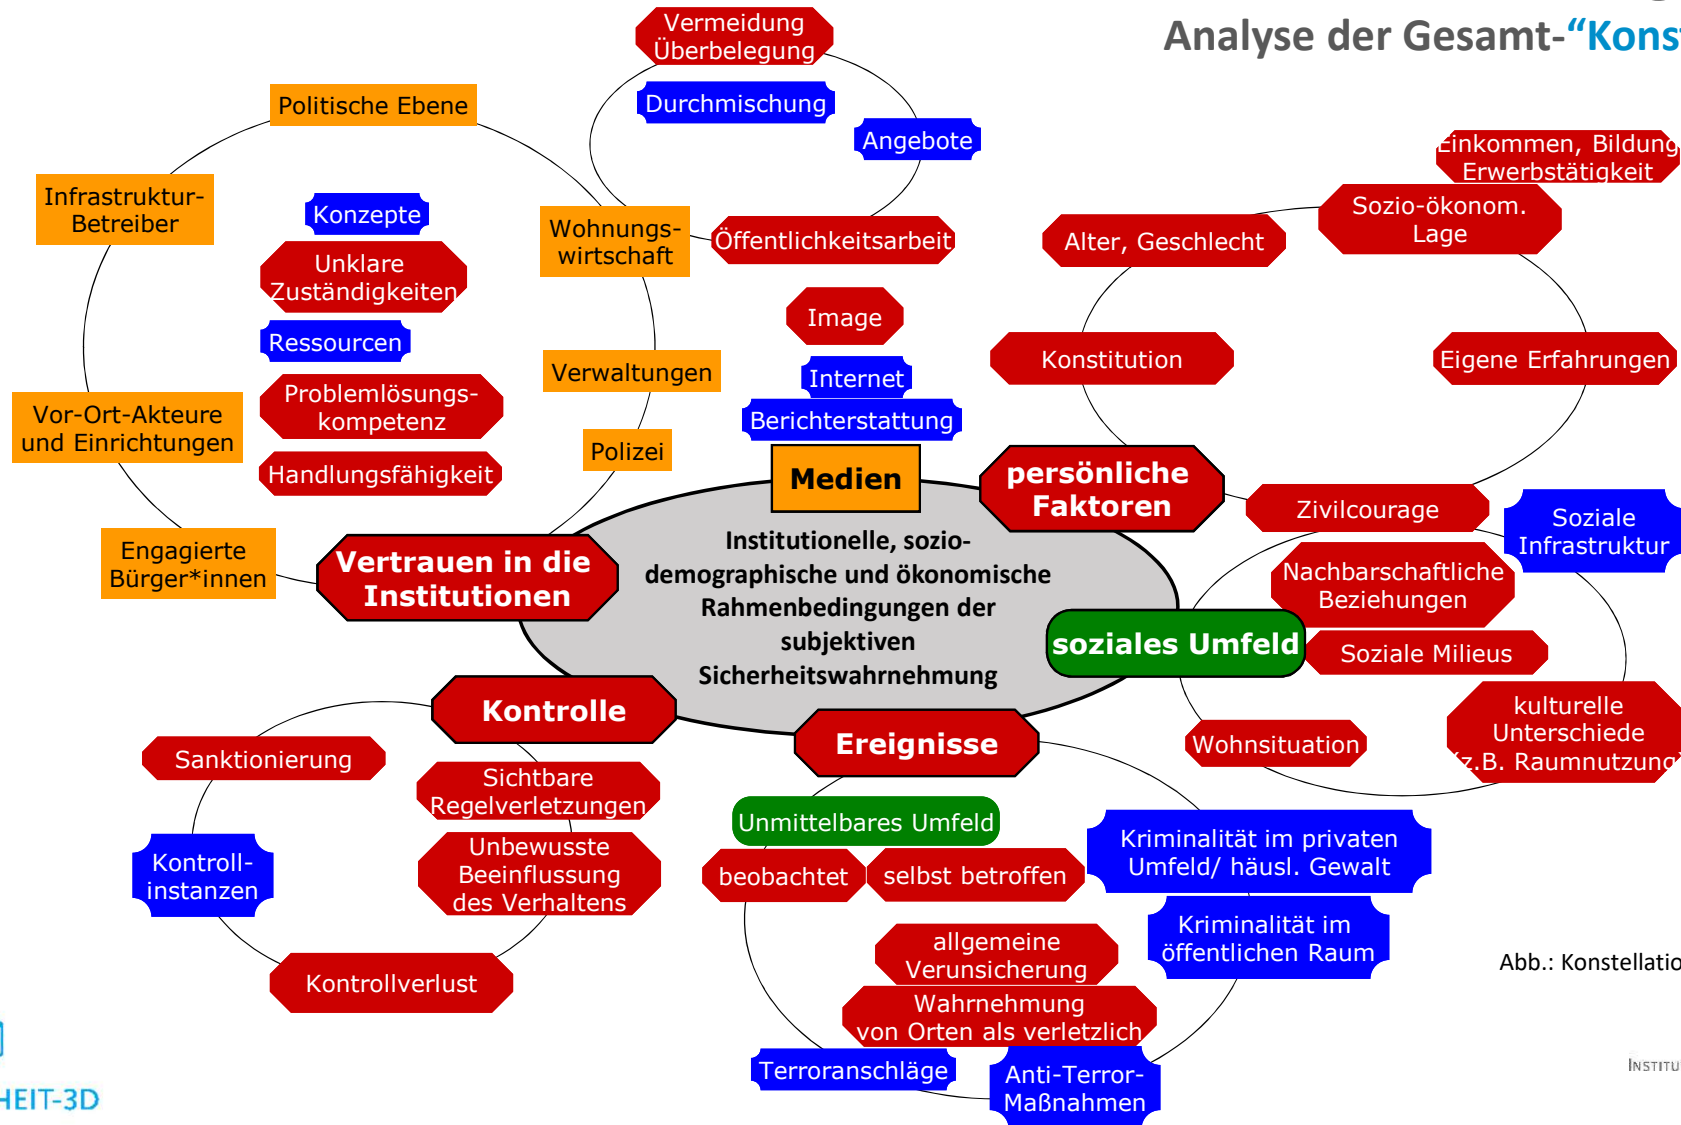 Analyse der Gesamt-“Kons
Vermeidung
Überbelegung
Durchmischung
Angebote
Öffentlichkeitsarbeit
Politische Ebene
Infrastruktur-
Betreiber
Wohnungs-
wirtschaft
Verwaltungen
Polizei
Vor-Ort-Akteure
und Einrichtungen
Engagierte
Bürger*innen
Konzepte
Unklare
Zuständigkeiten
Ressourcen
Problemlösungs-
kompetenz
Handlungsfähigkeit
Image
Internet
Berichterstattung
Medien
Einkommen, Bildung
Erwerbstätigkeit
Sozio-ökonom.
Lage
Alter, Geschlecht
Konstitution
Eigene Erfahrungen
persönliche
Faktoren
Zivilcourage
Soziale
Infrastruktur
Nachbarschaftliche
Beziehungen
soziales Umfeld
Soziale Milieus
kulturelle
Unterschiede
(z.B. Raumnutzung)
Wohnsituation
Vertrauen in die
Institutionen
Institutionelle, sozio-
demographische und ökonomische
Rahmenbedingungen der
subjektiven
Sicherheitswahrnehmung
Kontrolle
Sanktionierung
Sichtbare
Regelverletzungen
Kontroll-
instanzen
Unbewusste
Beeinflussung
des Verhaltens
Kontrollverlust
Ereignisse
Unmittelbares Umfeld
beobachtet
selbst betroffen
Kriminalität im privaten
Umfeld/ häusl. Gewalt
Kriminalität im
öffentlichen Raum
allgemeine
Verunsicherung
Wahrnehmung
von Orten als verletzlich
Terroranschläge
Anti-Terror-
Maßnahmen
Abb.: Konstellatio
INSTITU
HEIT-3D